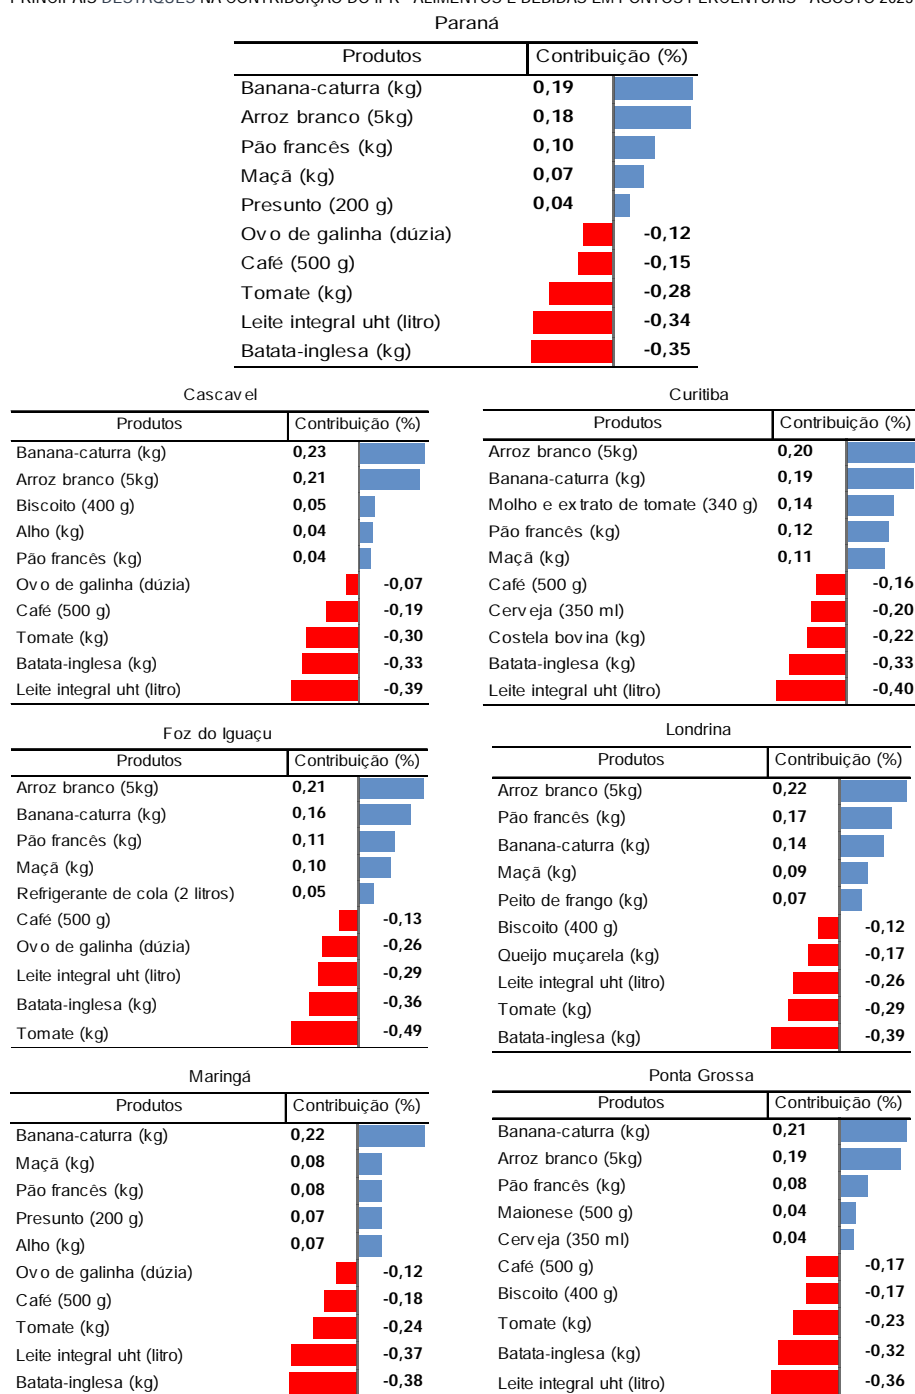 PRINCIPAIS DESTAQUES NA CONTRIBUIÇÃO DO IPR - ALIMENTOS E BEBIDAS EM PONTOS PERCENTUAIS - AGOSTO 2023
Paraná
Produtos Contribuição (%)
Banana-caturra (kg) 0,19
Arroz branco (5kg) 0,18
Pão francês (kg) 0,10
Maçã (kg) 0,07
Presunto (200 g) 0,04
Ovo de galinha (dúzia) -0,12
Café (500 g) -0,15
Tomate (kg) -0,28
Leite integral uht (litro) -0,34
Batata-inglesa (kg) -0,35
Cascavel
Produtos Contribuição (%)
Banana-caturra (kg) 0,23
Arroz branco (5kg) 0,21
Biscoito (400 g) 0,05
Alho (kg) 0,04
Pão francês (kg) 0,04
Ovo de galinha (dúzia) -0,07
Café (500 g) -0,19
Tomate (kg) -0,30
Batata-inglesa (kg) -0,33
Leite integral uht (litro) -0,39
Curitiba
Produtos Contribuição (%)
Arroz branco (5kg) 0,20
Banana-caturra (kg) 0,19
Molho e extrato de tomate (340 g) 0,14
Pão francês (kg) 0,12
Maçã (kg) 0,11
Café (500 g) -0,16
Cerveja (350 ml) -0,20
Costela bovina (kg) -0,22
Batata-inglesa (kg) -0,33
Leite integral uht (litro) -0,40
Foz do Iguaçu
Produtos Contribuição (%)
Arroz branco (5kg) 0,21
Banana-caturra (kg) 0,16
Pão francês (kg) 0,11
Maçã (kg) 0,10
Refrigerante de cola (2 litros) 0,05
Café (500 g) -0,13
Ovo de galinha (dúzia) -0,26
Leite integral uht (litro) -0,29
Batata-inglesa (kg) -0,36
Tomate (kg) -0,49
Londrina
Produtos Contribuição (%)
Arroz branco (5kg) 0,22
Pão francês (kg) 0,17
Banana-caturra (kg) 0,14
Maçã (kg) 0,09
Peito de frango (kg) 0,07
Biscoito (400 g) -0,12
Queijo muçarela (kg) -0,17
Leite integral uht (litro) -0,26
Tomate (kg) -0,29
Batata-inglesa (kg) -0,39
Maringá
Produtos Contribuição (%)
Banana-caturra (kg) 0,22
Maçã (kg) 0,08
Pão francês (kg) 0,08
Presunto (200 g) 0,07
Alho (kg) 0,07
Ovo de galinha (dúzia) -0,12
Café (500 g) -0,18
Tomate (kg) -0,24
Leite integral uht (litro) -0,37
Batata-inglesa (kg) -0,38
Ponta Grossa
Produtos Contribuição (%)
Banana-caturra (kg) 0,21
Arroz branco (5kg) 0,19
Pão francês (kg) 0,08
Maionese (500 g) 0,04
Cerveja (350 ml) 0,04
Café (500 g) -0,17
Biscoito (400 g) -0,17
Tomate (kg) -0,23
Batata-inglesa (kg) -0,32
Leite integral uht (litro) -0,36